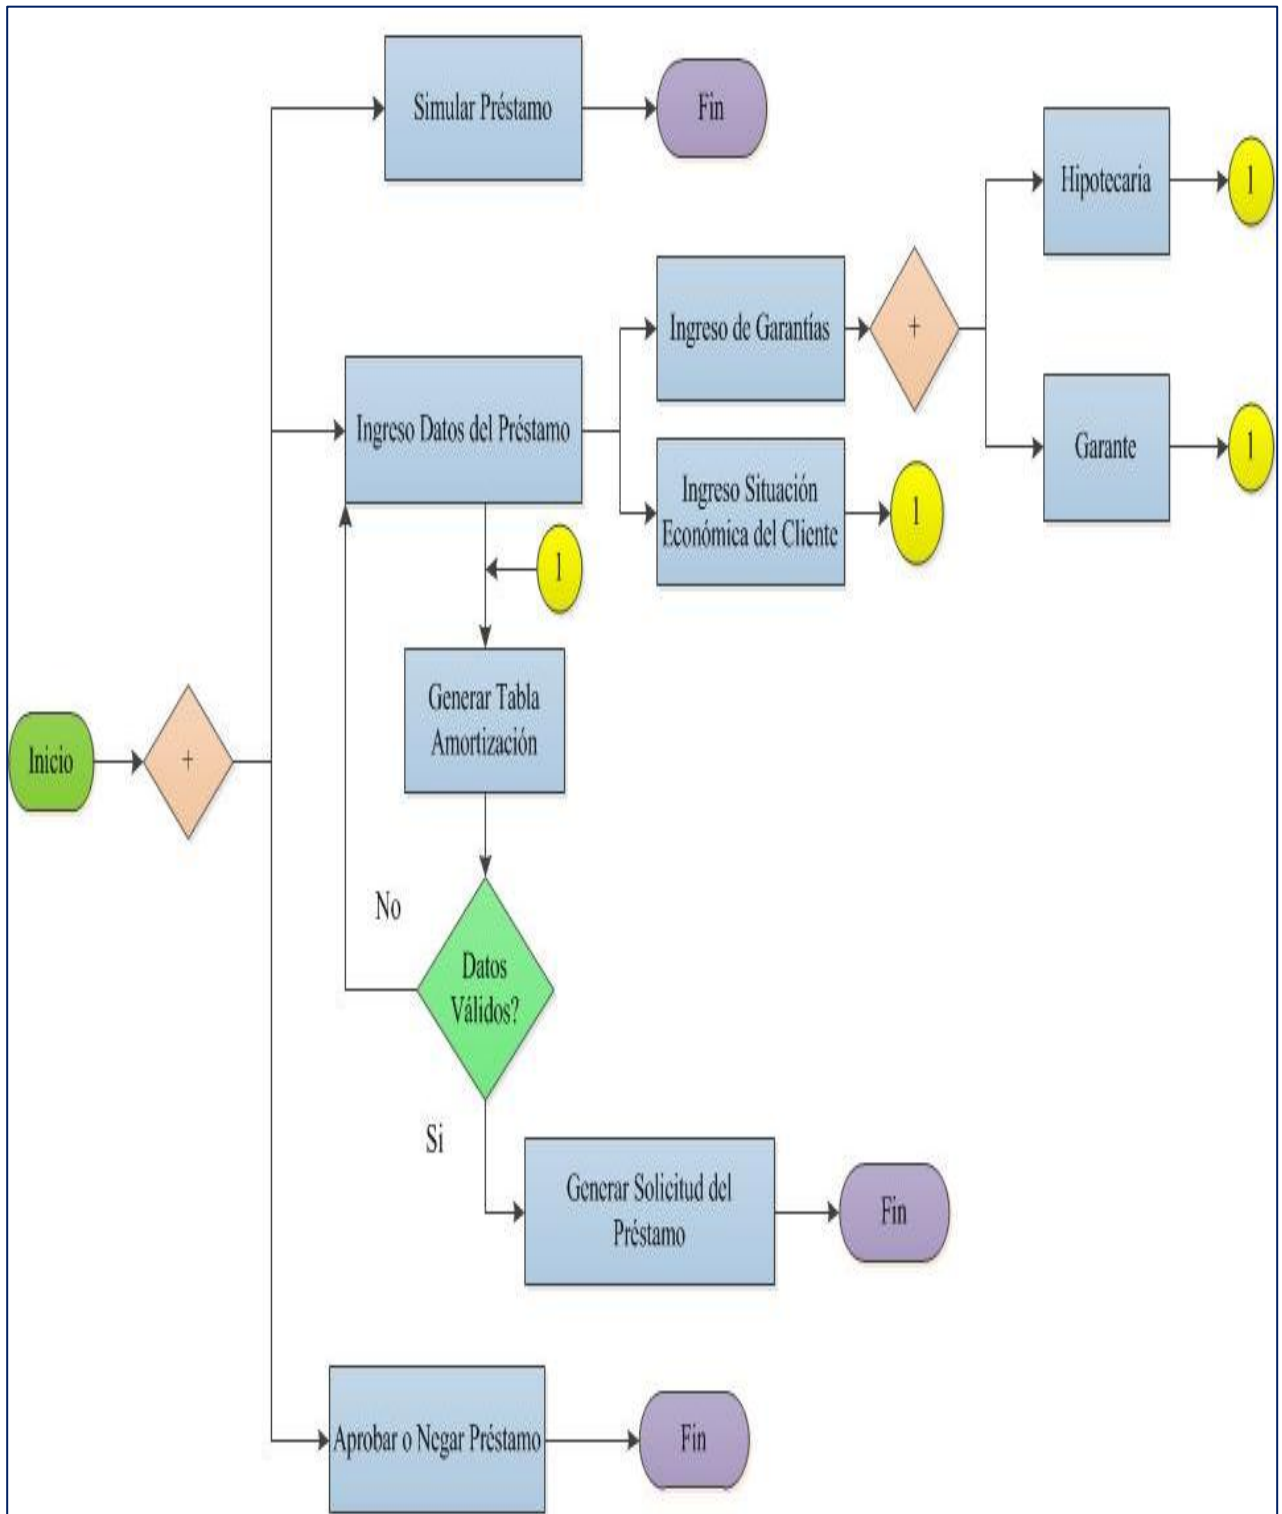 Simular Préstamo
Fin
Hipotecaria
1
Ingreso de Garantías
+
Ingreso Datos del Préstamo
Garante
1
Ingreso Situación
Económica del Cliente
1
1
Generar Tabla
Amortización
Inicio
+
No
Datos
Válidos?
Si
Generar Solicitud del
Préstamo
Fin
Aprobar o Negar Préstamo
Fin